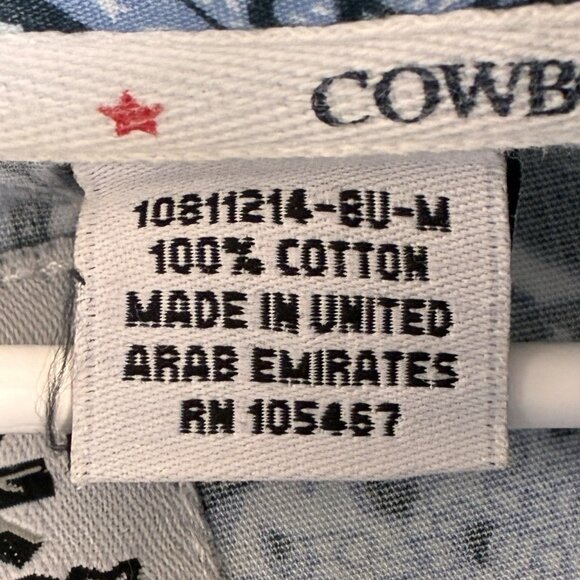 COWB
10811214-BU-M
100% COTTON
MADE IN UNITED
ARAB EMIRATES
RN 105467